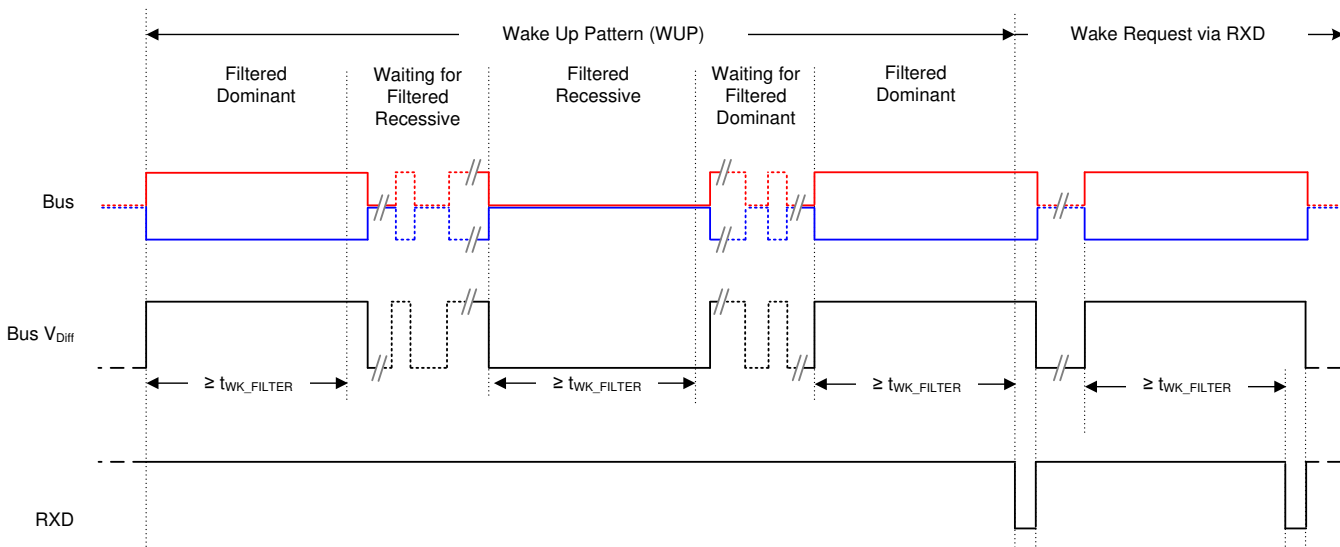 Wake Up Pattern (WUP)
Wake Request via RXD
Filtered
Dominant
Waiting for
Filtered
Recessive
Filtered
Recessive
Waiting for
Filtered
Dominant
Filtered
Dominant
Bus
Bus VDiff
≥ tWK_FILTER
≥ tWK_FILTER
≥ tWK_FILTER
≥ tWK_FILTER
RXD